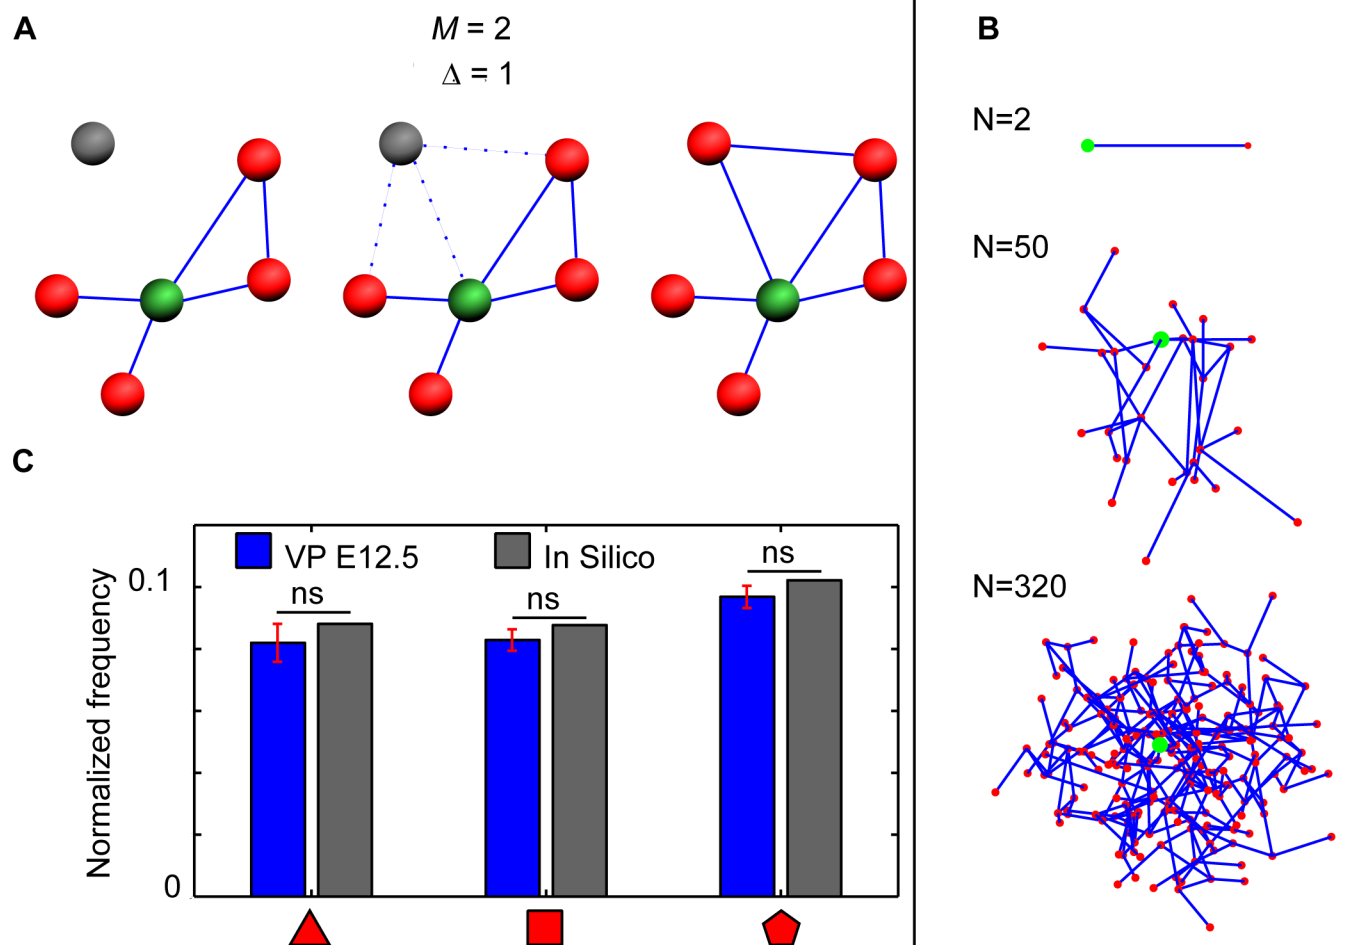 A
M = 2
Δ = 1
B
N=2
N=50
N=320
C
VP E12.5
In Silico
ns
ns
ns
0.1
0
Normalized frequency